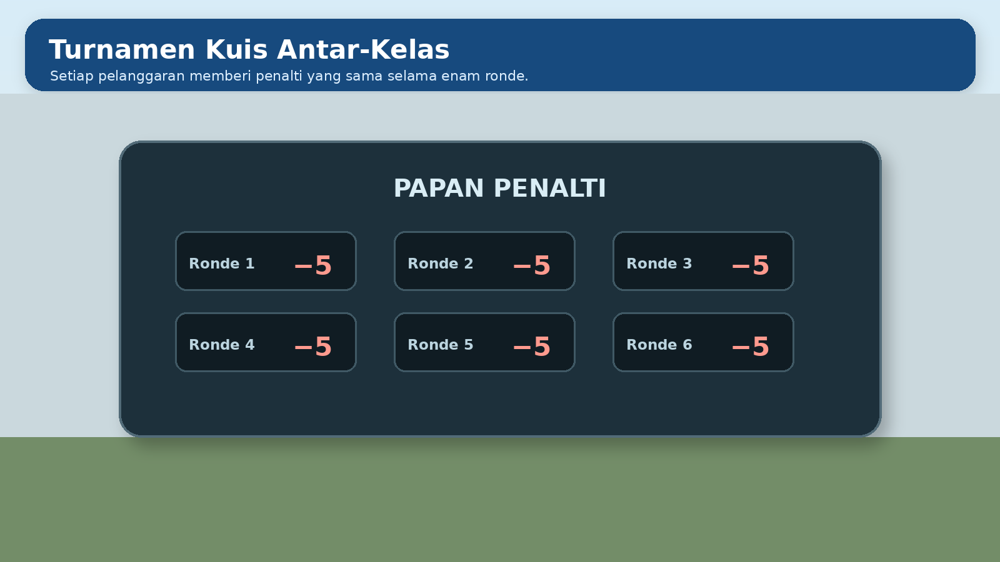 Turnamen Kuis Antar-Kelas
Setiap pelanggaran memberi penalti yang sama selama enam ronde.
PAPAN PENALTI
Ronde 1 −5
Ronde 2 −5
Ronde 3 −5
Ronde 4 −5
Ronde 5 −5
Ronde 6 −5